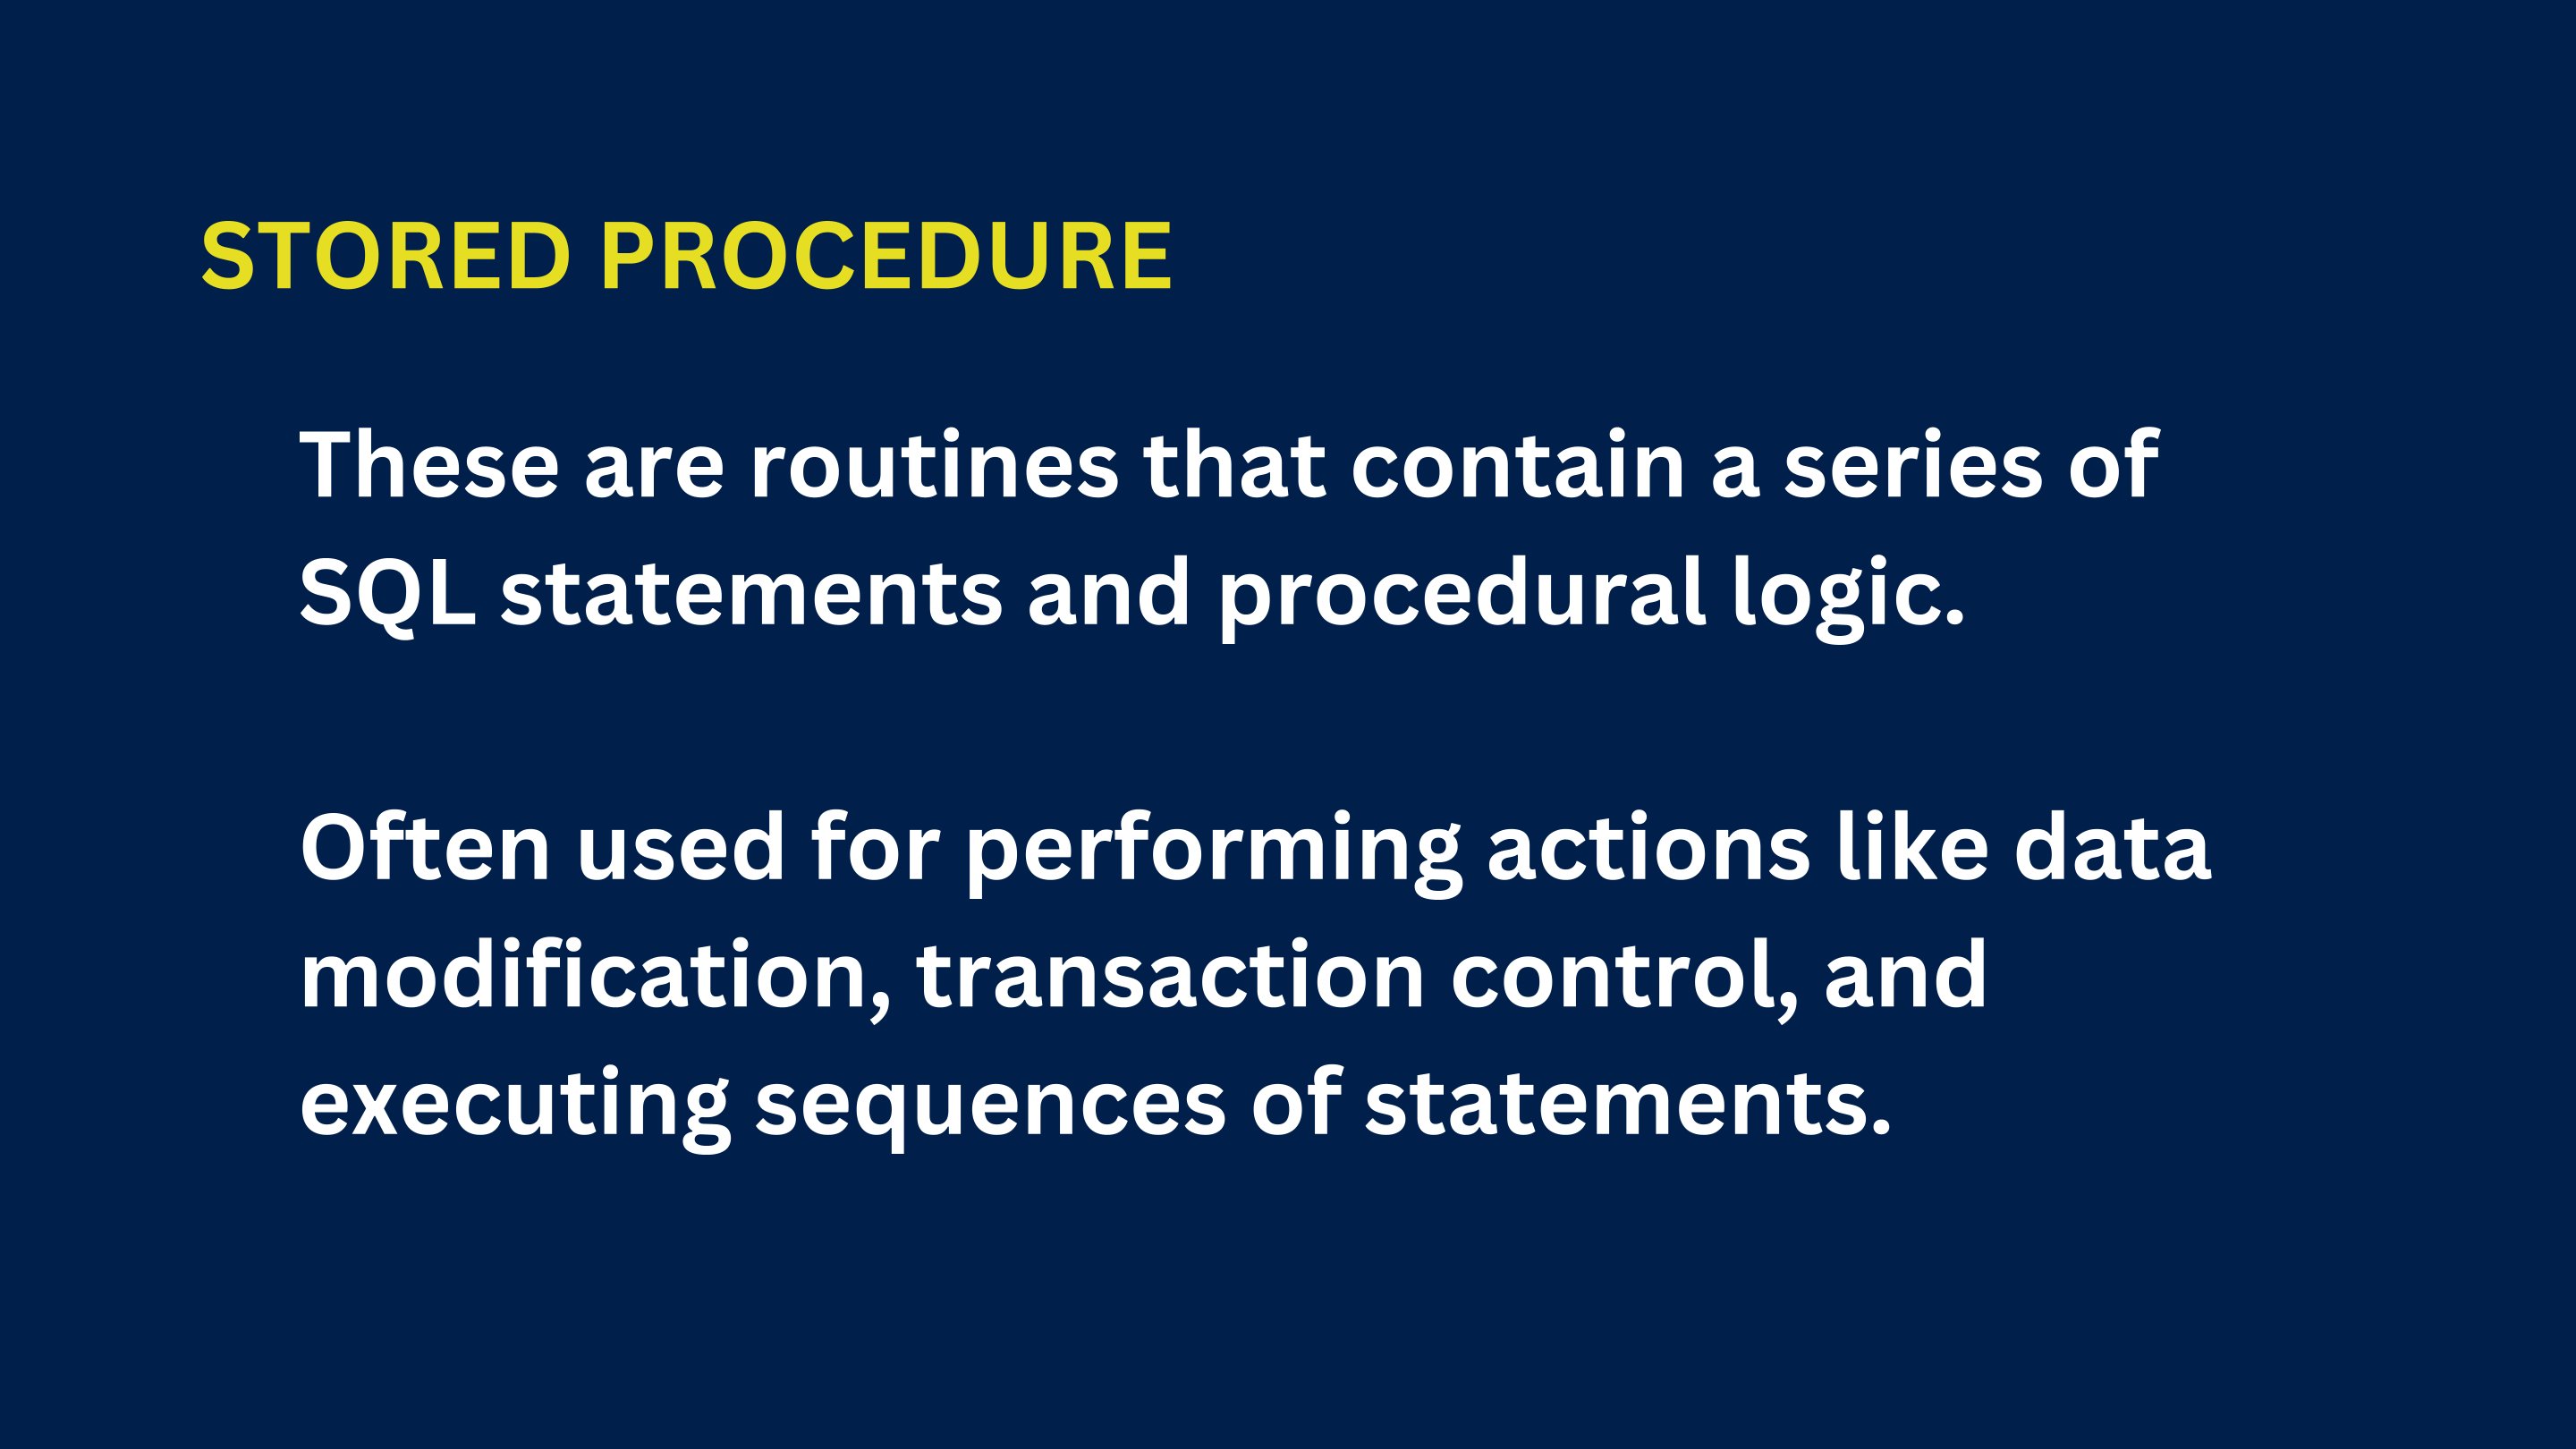 STORED PROCEDURE
These are routines that contain a series of
SQL statements and procedural logic.
Often used for performing actions like data
modification, transaction control, and
executing sequences of statements.